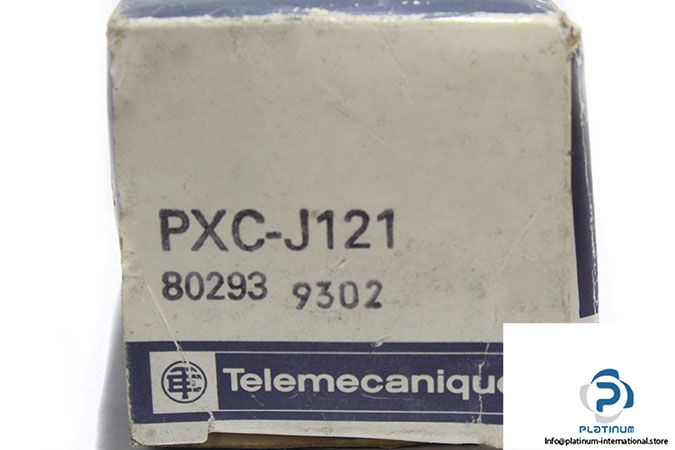 PXC-J121
80293 9302
Telemecanique
PLATINUM
Info@platinum-international.store